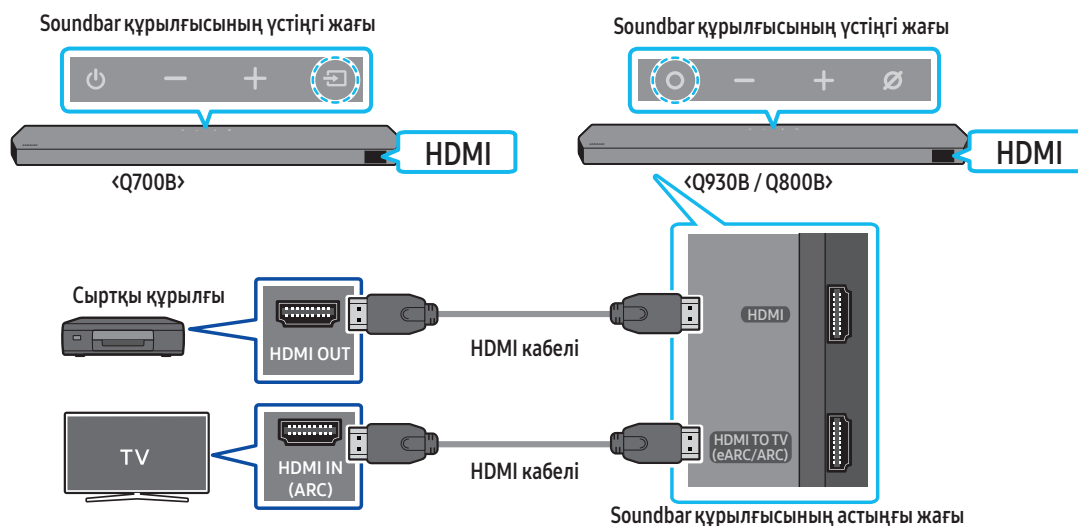 Soundbar құрылғысының үстіңгі жағы
Soundbar құрылғысының үстіңгі жағы
HDMI
HDMI
<Q700B>
<Q930B / Q800B>
Сыртқы құрылғы
HDMI OUT
HDMI кабелі
HDMI
TV
HDMI IN
(ARC)
HDMI кабелі
HDMI TO TV
(eARC/ARC)
Soundbar құрылғысының астыңғы жағы